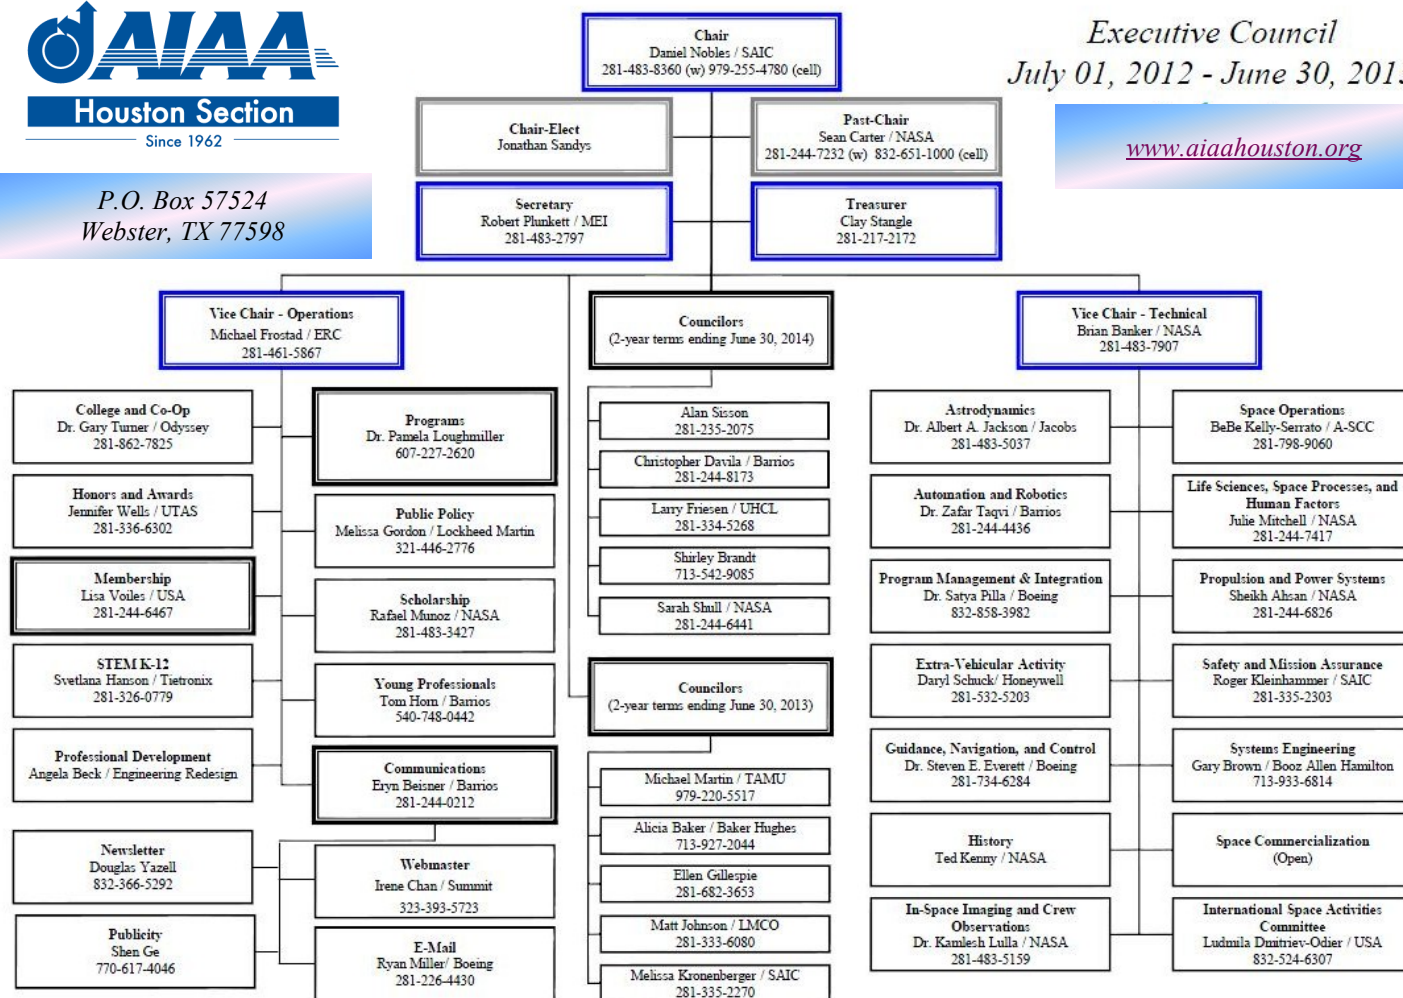 AIAA
Houston Section
Since 1962
P.O. Box 57524
Webster, TX 77598
Executive Council
July 01, 2012 - June 30, 201
www.aiaahouston.org
Chair
Daniel Nobles / SAIC
281-483-8360 (w) 979-255-4780 (cell)
Chair-Elect
Jonathan Sandys
Past-Chair
Sean Carter / NASA
281-244-7232 (w) 832-651-1000 (cell)
Secretary
Robert Plunkett / MEI
281-483-2797
Treasurer
Clay Stangle
281-217-2172
Vice Chair - Operations
Michael Frostad / ERC
281-461-5867
College and Co-Op
Dr. Gary Turner / Odyssey
281-862-7825
Honors and Awards
Jennifer Wells / UTAS
281-336-6302
Membership
Lisa Voiles / USA
281-244-6467
STEM K-12
Svetlana Hanson / Tietronix
281-326-0779
Professional Development
Angela Beck / Engineering Redesign
Programs
Dr. Pamela Loughmiller
607-227-2620
Public Policy
Melissa Gordon / Lockheed Martin
321-446-2776
Scholarship
Rafael Munoz / NASA
281-483-3427
Young Professionals
Tom Horn / Barrios
540-748-0442
Communications
Eryn Beisner / Barrios
281-244-0212
Newsletter
Douglas Yazell
832-366-5292
Publicity
Shen Ge
770-617-4046
Webmaster
Irene Chan / Summit
323-393-5723
E-Mail
Ryan Miller/ Boeing
281-226-4430
Councilors
(2-year terms ending June 30, 2014)
Alan Sisson
281-235-2075
Christopher Davila / Barrios
281-244-8173
Larry Friesen / UHCL
281-334-5268
Shirley Brandt
713-542-9085
Sarah Shull / NASA
281-244-6441
Councilors
(2-year terms ending June 30, 2013)
Michael Martin / TAMU
979-220-5517
Alicia Baker / Baker Hughes
713-927-2044
Ellen Gillespie
281-682-3653
Matt Johnson / LMCO
281-333-6080
Melissa Kronenberger / SAIC
281-335-2270
Vice Chair - Technical
Brian Banker / NASA
281-483-7907
Astrodynamics
Dr. Albert A. Jackson / Jacobs
281-483-5037
Automation and Robotics
Dr. Zafar Taqvi / Barrios
281-244-4436
Program Management & Integration
Dr. Satya Pilla / Boeing
832-858-3982
Extra-Vehicular Activity
Daryl Schuck/ Honeywell
281-532-5203
Guidance, Navigation, and Control
Dr. Steven E. Everett / Boeing
281-734-6284
History
Ted Kenny / NASA
In-Space Imaging and Crew
Observations
Dr. Kamlesh Lulla / NASA
281-483-5159
Space Operations
BeBe Kelly-Serrato / A-SCC
281-798-9060
Life Sciences, Space Processes, and
Human Factors
Julie Mitchell / NASA
281-244-7417
Propulsion and Power Systems
Sheikh Ahsan / NASA
281-244-6826
Safety and Mission Assurance
Roger Kleinhammer / SAIC
281-335-2303
Systems Engineering
Gary Brown / Booz Allen Hamilton
713-933-6814
Space Commercialization
(Open)
International Space Activities
Committee
Ludmila Dmitriev-Odier / USA
832-524-6307